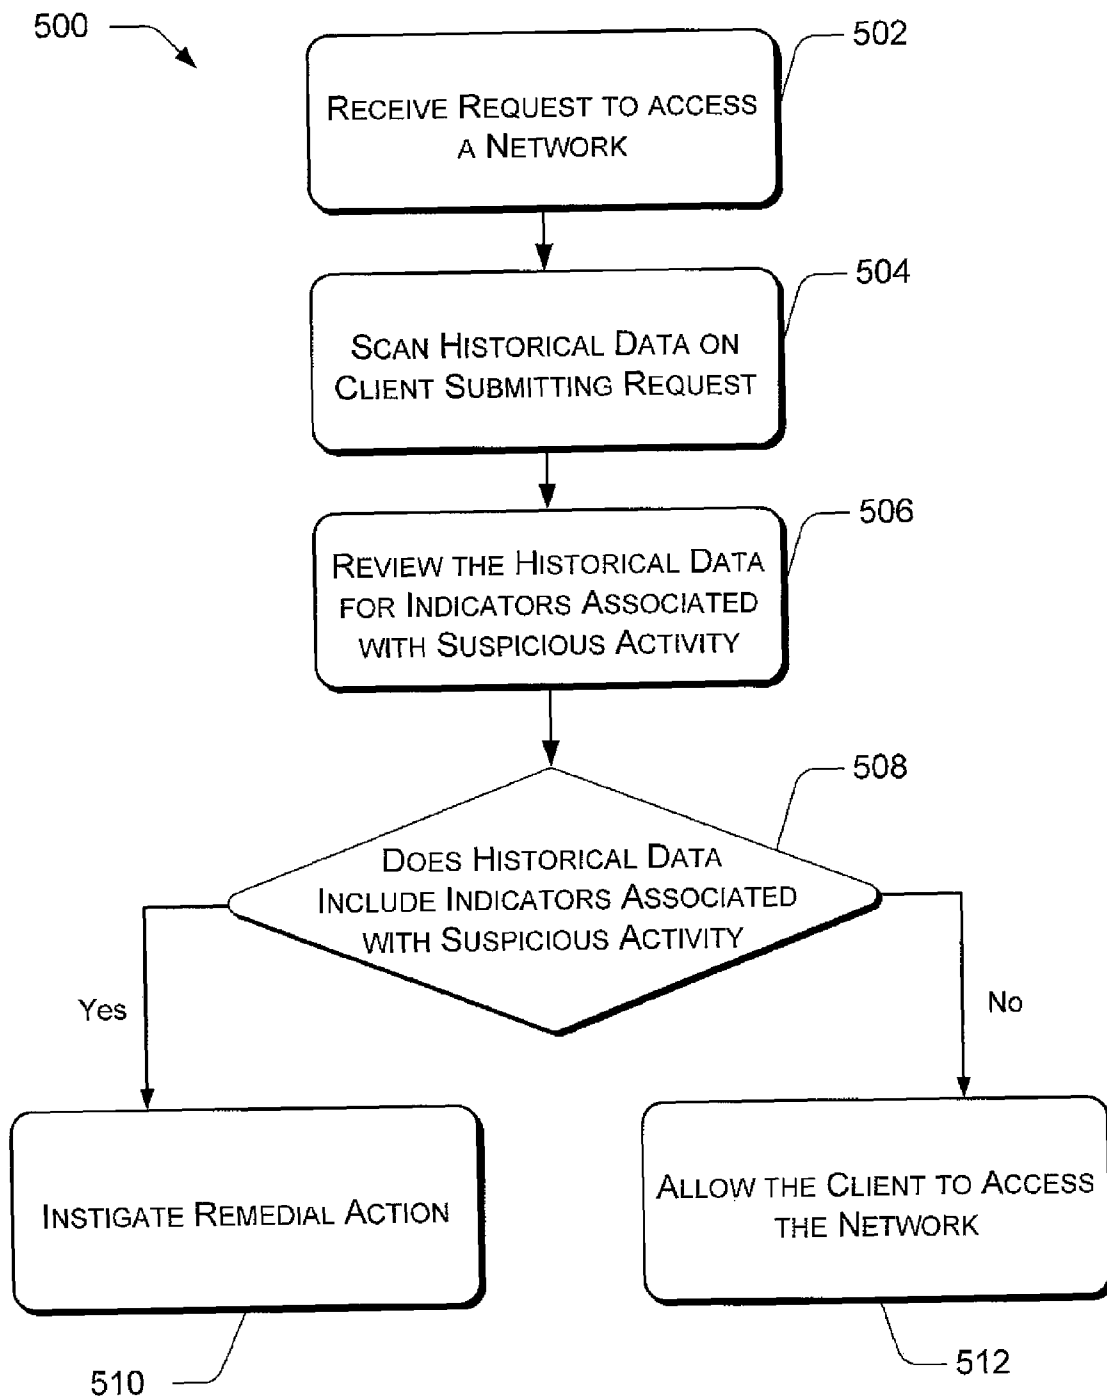 500
502
RECEIVE REQUEST TO ACCESS
A NETWORK
504
SCAN HISTORICAL DATA ON
CLIENT SUBMITTING REQUEST
506
REVIEW THE HISTORICAL DATA
FOR INDICATORS ASSOCIATED
WITH SUSPICIOUS ACTIVITY
508
DOES HISTORICAL DATA
INCLUDE INDICATORS ASSOCIATED
WITH SUSPICIOUS ACTIVITY
Yes
No
INSTIGATE REMEDIAL ACTION
ALLOW THE CLIENT TO ACCESS
THE NETWORK
510
512